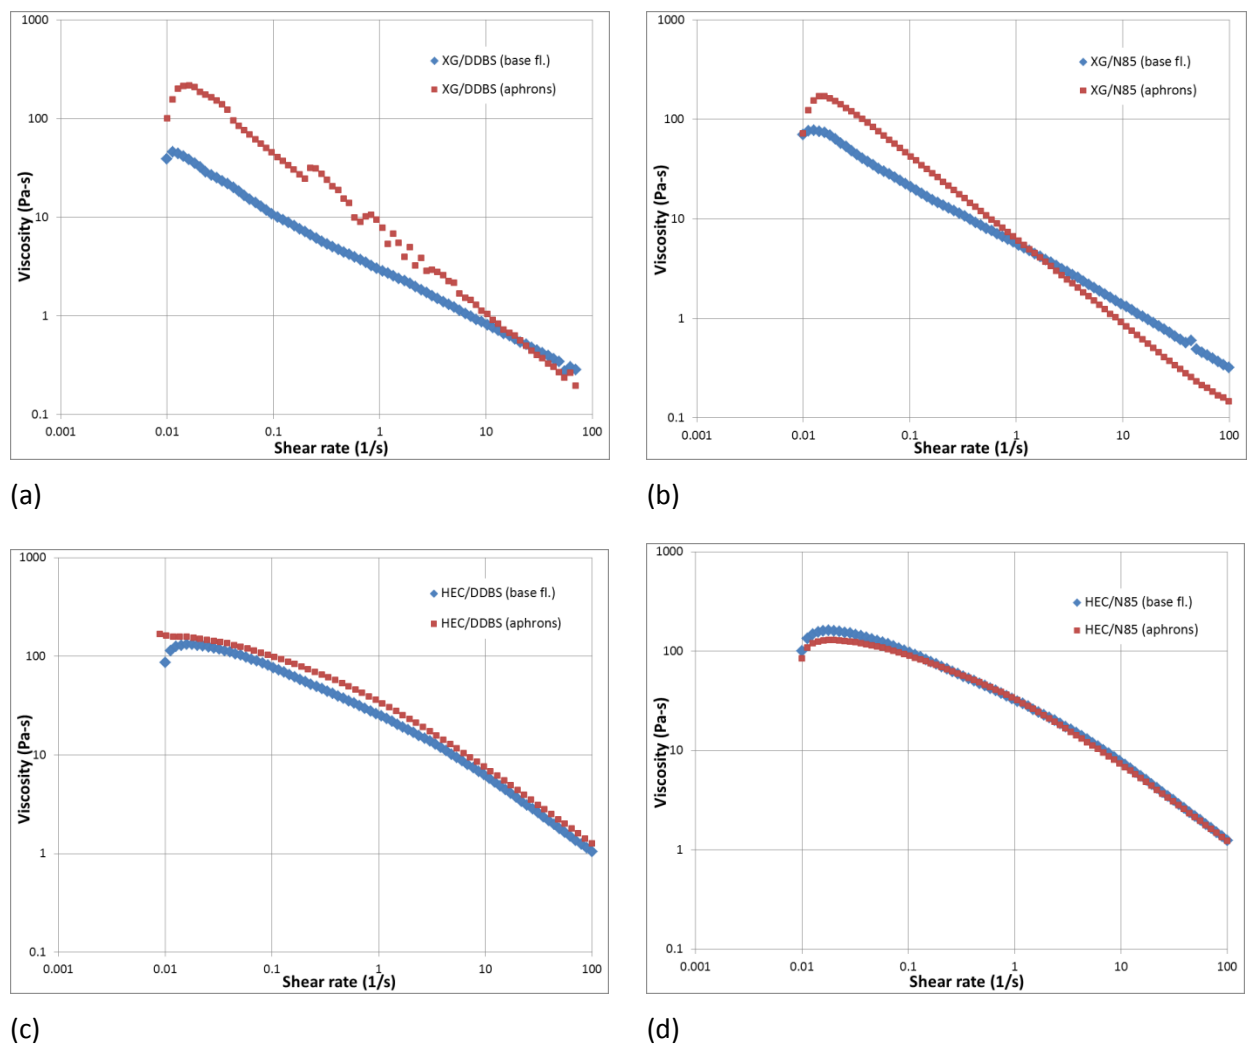 1000
100
10
1
0.1
0.001
0.01
0.1
1
10
100
Viscosity (Pa-s)
Shear rate (1/s)
XG/DDBS (base fl.)
XG/DDBS (aphrons)
(a)
1000
100
10
1
0.1
0.001
0.01
0.1
1
10
100
Viscosity (Pa-s)
Shear rate (1/s)
XG/N85 (base fl.)
XG/N85 (aphrons)
(b)
1000
100
10
1
0.1
0.001
0.01
0.1
1
10
100
Viscosity (Pa-s)
Shear rate (1/s)
HEC/DDBS (base fl.)
HEC/DDBS (aphrons)
(c)
1000
100
10
1
0.1
0.001
0.01
0.1
1
10
100
Viscosity (Pa-s)
Shear rate (1/s)
HEC/N85 (base fl.)
HEC/N85 (aphrons)
(d)